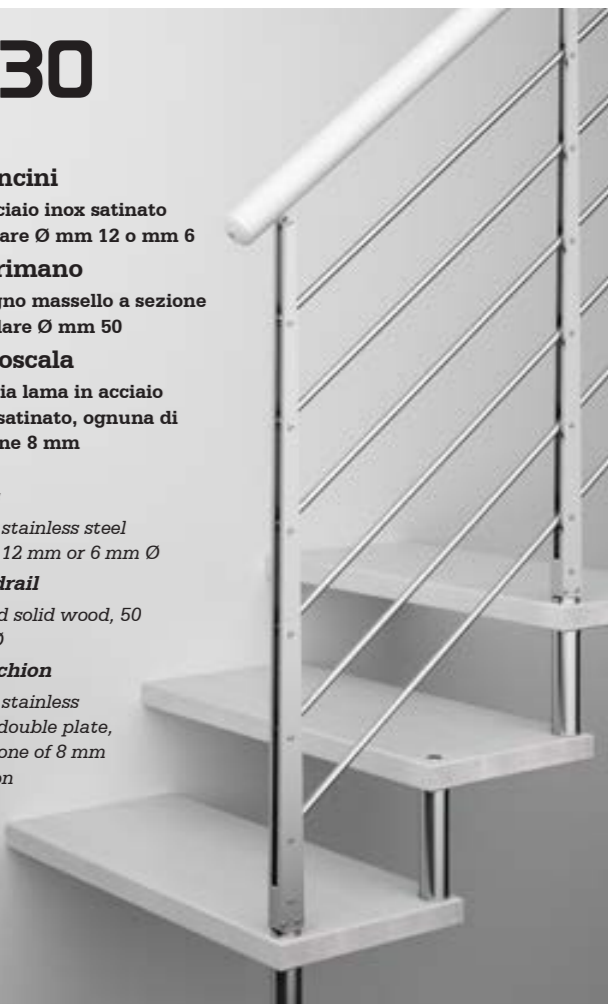 30
ncini
ciaio inox satinato
are Ø mm 12 o mm 6
rimano
gno massello a sezione
lare Ø mm 50
oscala
ia lama in acciaio
satinato, ognuna di
ne 8 mm
stainless steel
12 mm or 6 mm Ø
drail
d solid wood, 50
Ø
chion
stainless
double plate,
one of 8 mm
on